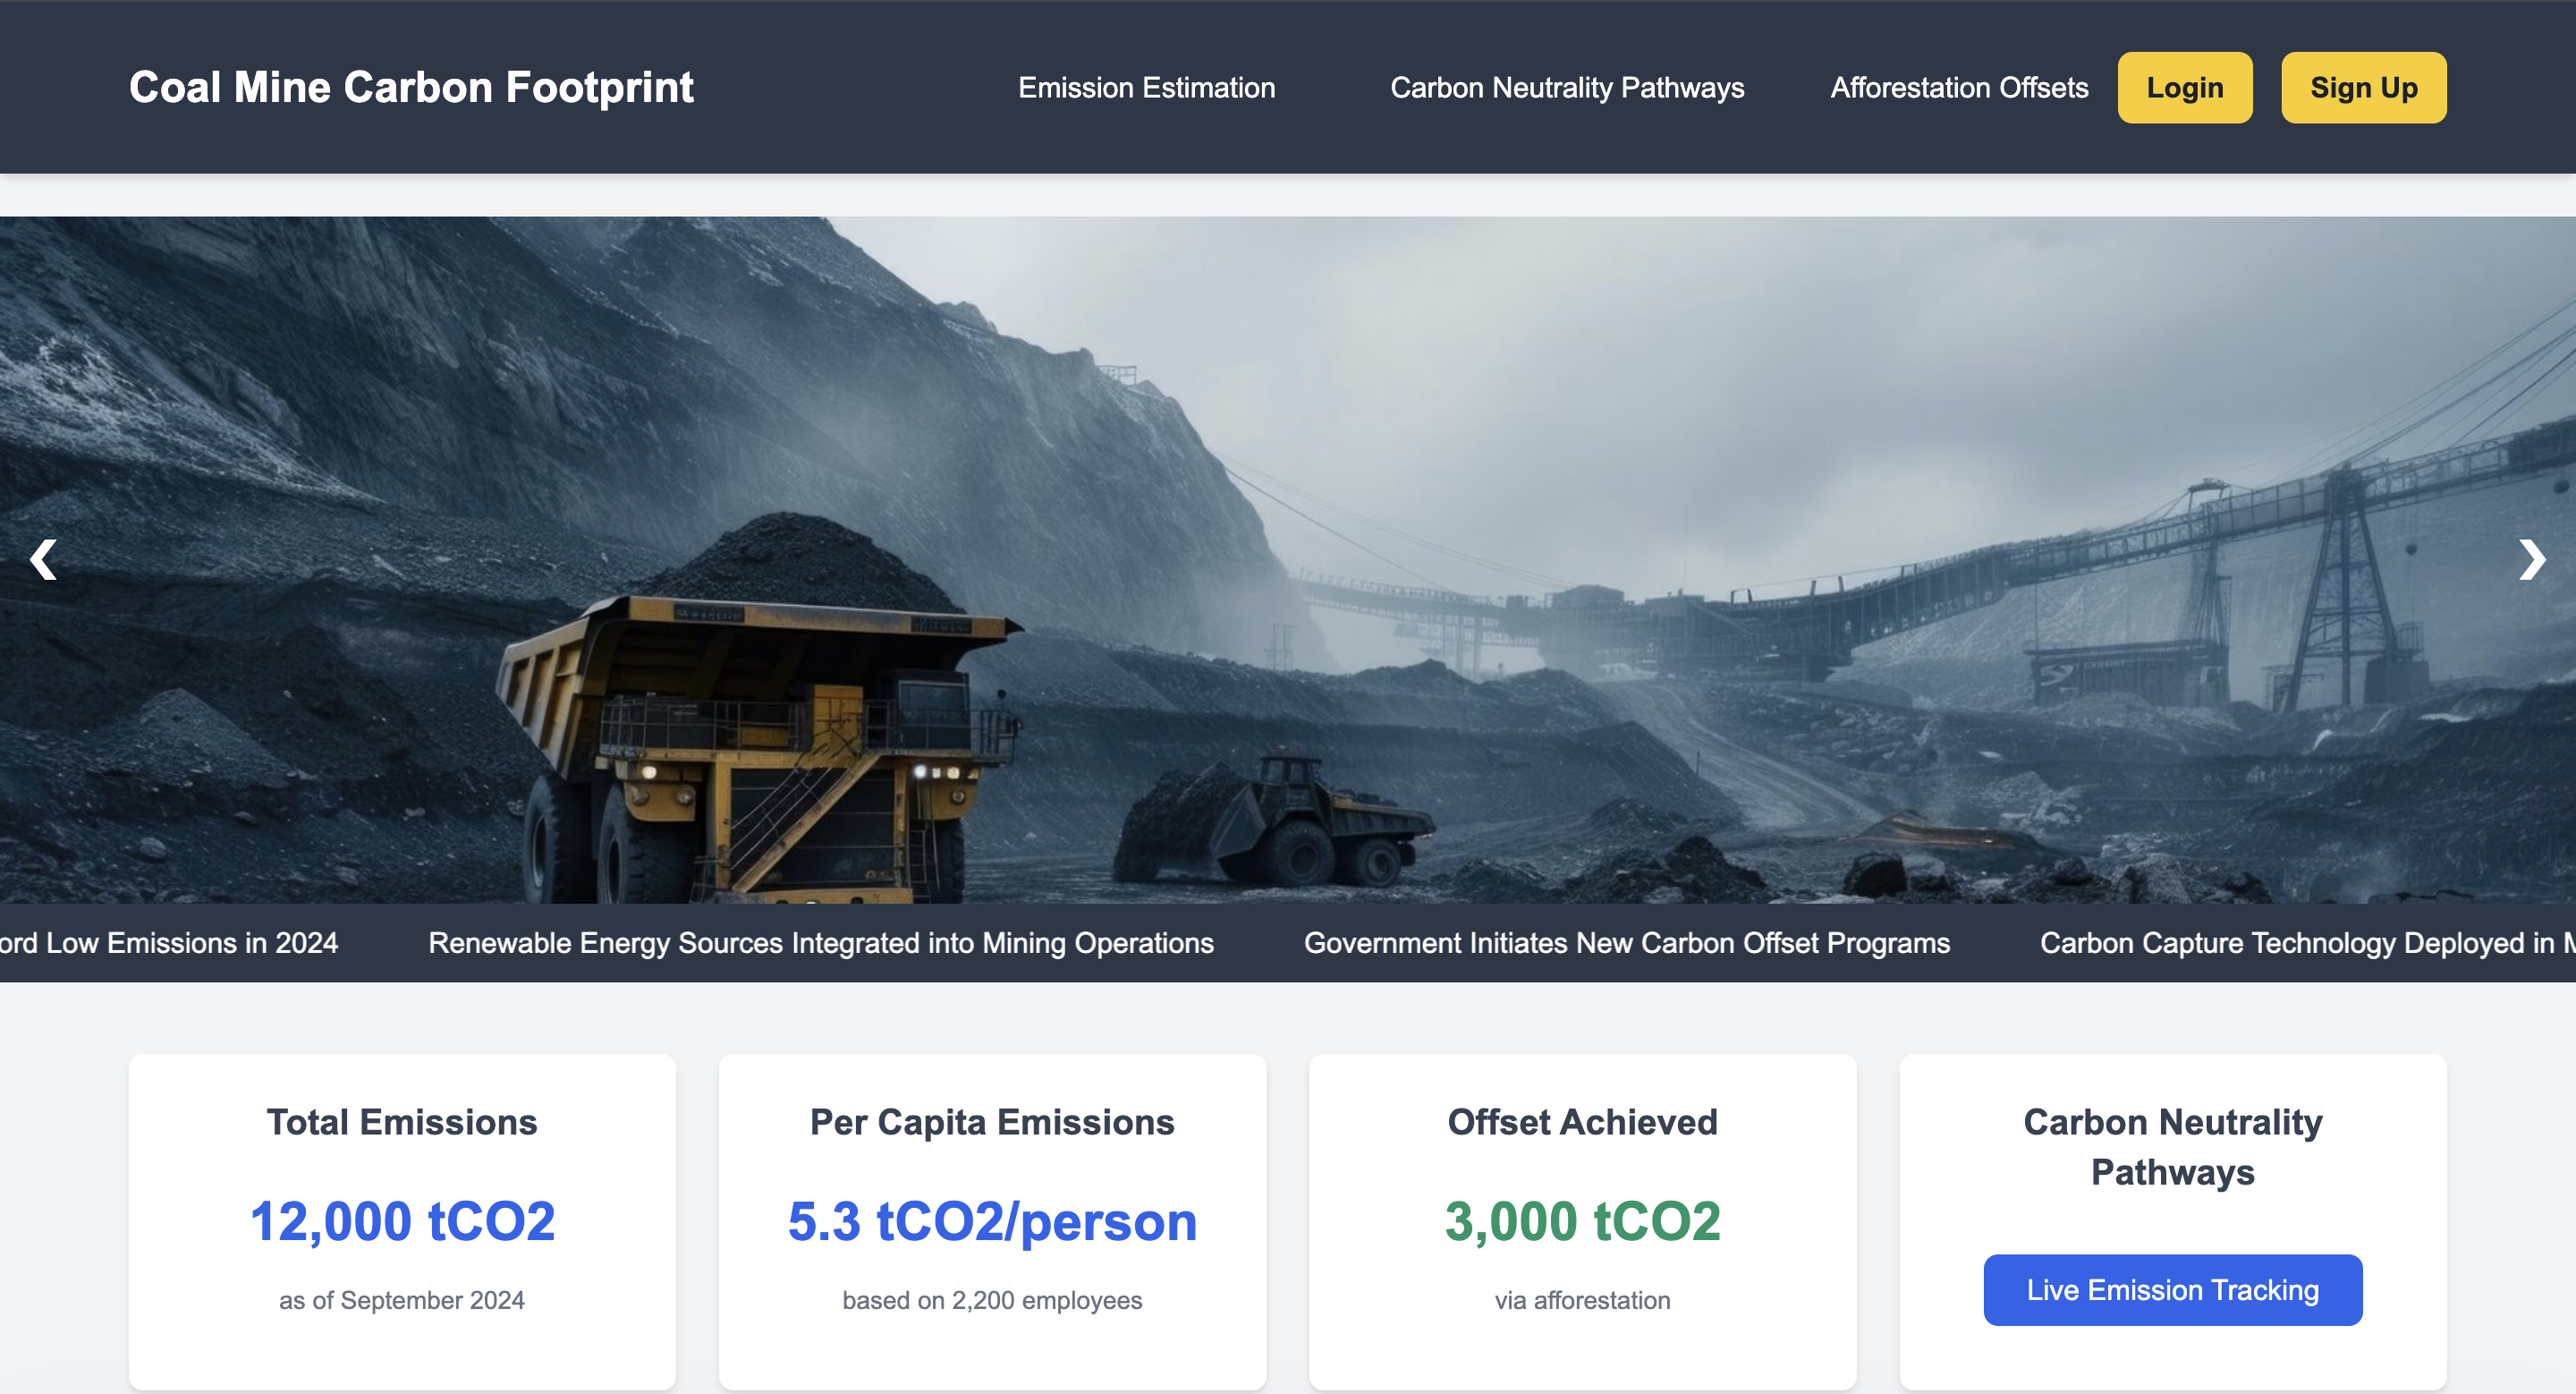 Coal Mine Carbon Footprint
Emission Estimation
Carbon Neutrality Pathways
Afforestation Offsets
Login
Sign Up
❮
❯
ord Low Emissions in 2024
Renewable Energy Sources Integrated into Mining Operations
Government Initiates New Carbon Offset Programs
Carbon Capture Technology Deployed in M
Total Emissions
12,000 tCO2
as of September 2024
Per Capita Emissions
5.3 tCO2/person
based on 2,200 employees
Offset Achieved
3,000 tCO2
via afforestation
Carbon Neutrality
Pathways
Live Emission Tracking